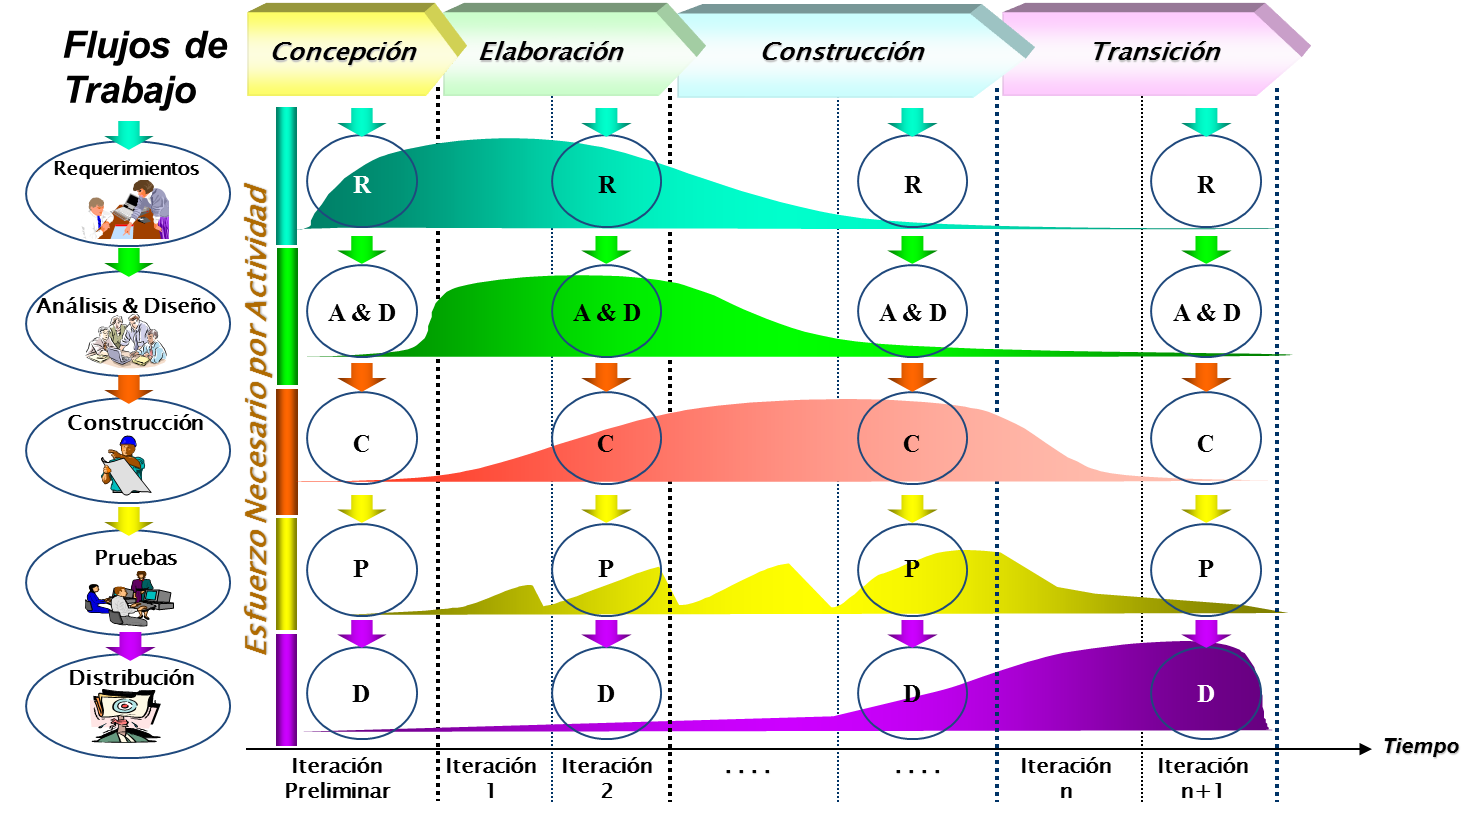 Flujos de
Trabajo
Concepción
Elaboración
Construcción
Transición
Esfuerzo Necesario por Actividad
Requerimientos
R
R
R
R
Análisis & Diseño
A & D
A & D
A & D
A & D
Construcción
C
C
C
C
Pruebas
P
P
P
P
Distribución
D
D
D
D
Tiempo
Iteración
Preliminar
Iteración
1
Iteración
2
. . . .
. . . .
Iteración
n
Iteración
n+1